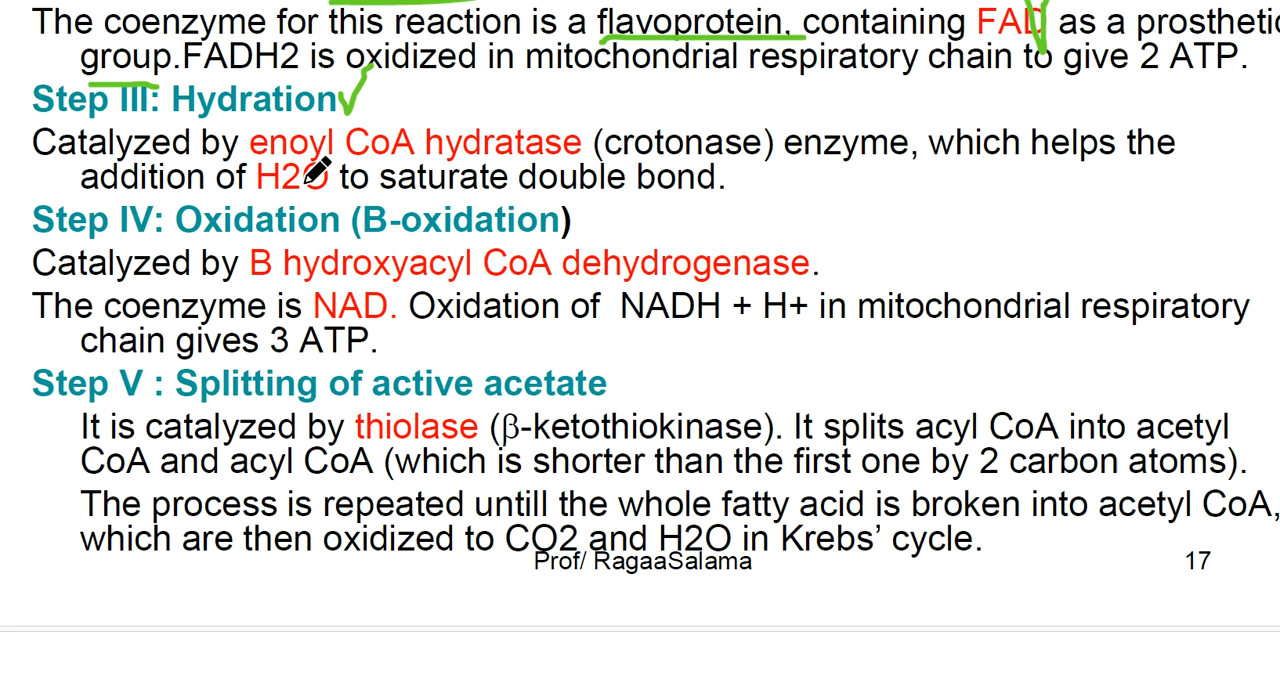 The coenzyme for this reaction is a flavoprotein, containing FAD as a prosthetic
group.FADH2 is oxidized in mitochondrial respiratory chain to give 2 ATP.
Step III: Hydration
Catalyzed by enoyl CoA hydratase (crotonase) enzyme, which helps the
addition of H2O to saturate double bond.
Step IV: Oxidation (B-oxidation)
Catalyzed by B hydroxyacyl CoA dehydrogenase.
The coenzyme is NAD. Oxidation of NADH + H+ in mitochondrial respiratory
chain gives 3 ATP.
Step V : Splitting of active acetate
It is catalyzed by thiolase (β-ketothiokinase). It splits acyl CoA into acetyl
CoA and acyl CoA (which is shorter than the first one by 2 carbon atoms).
The process is repeated untill the whole fatty acid is broken into acetyl CoA,
which are then oxidized to CO2 and H2O in Krebs’ cycle.
Prof/ RagaaSalama
17